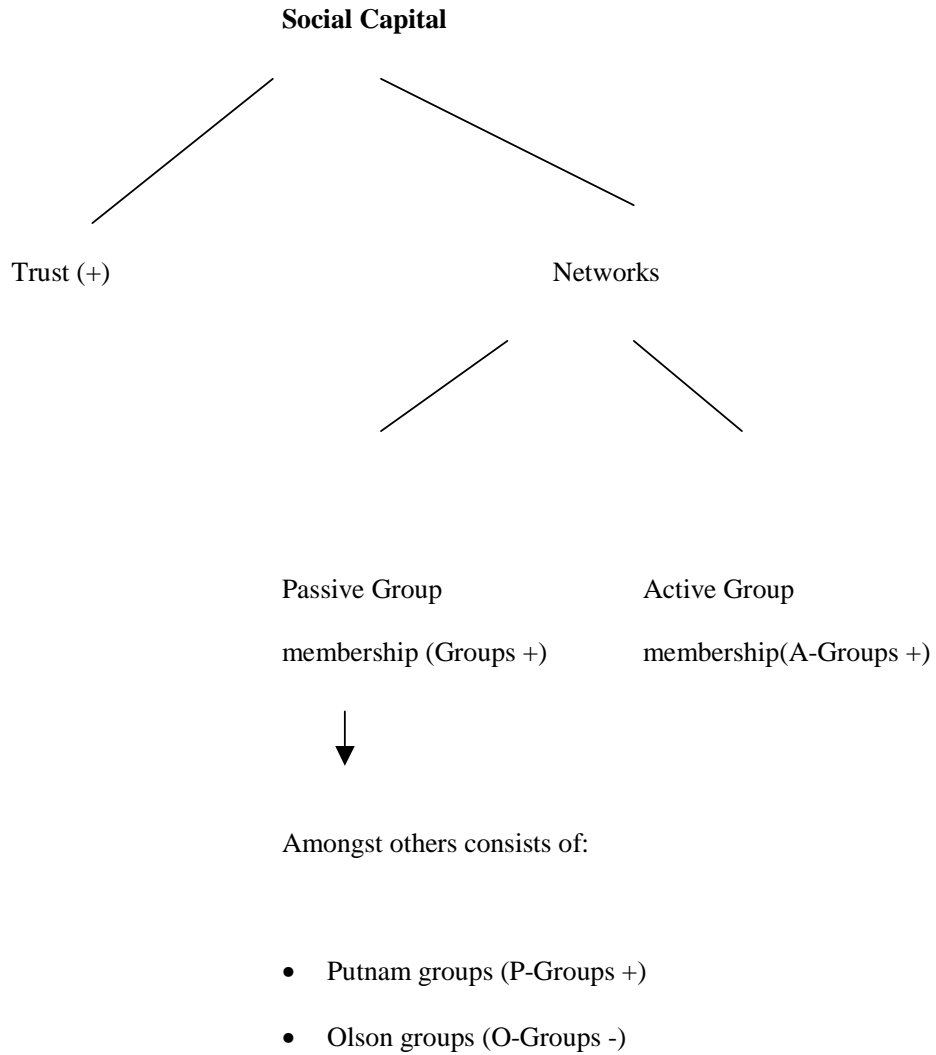 Social Capital
Trust (+)
Networks
Passive Group
membership (Groups +)
Active Group
membership(A-Groups +)
Amongst others consists of:
• Putnam groups (P-Groups +)
• Olson groups (O-Groups -)